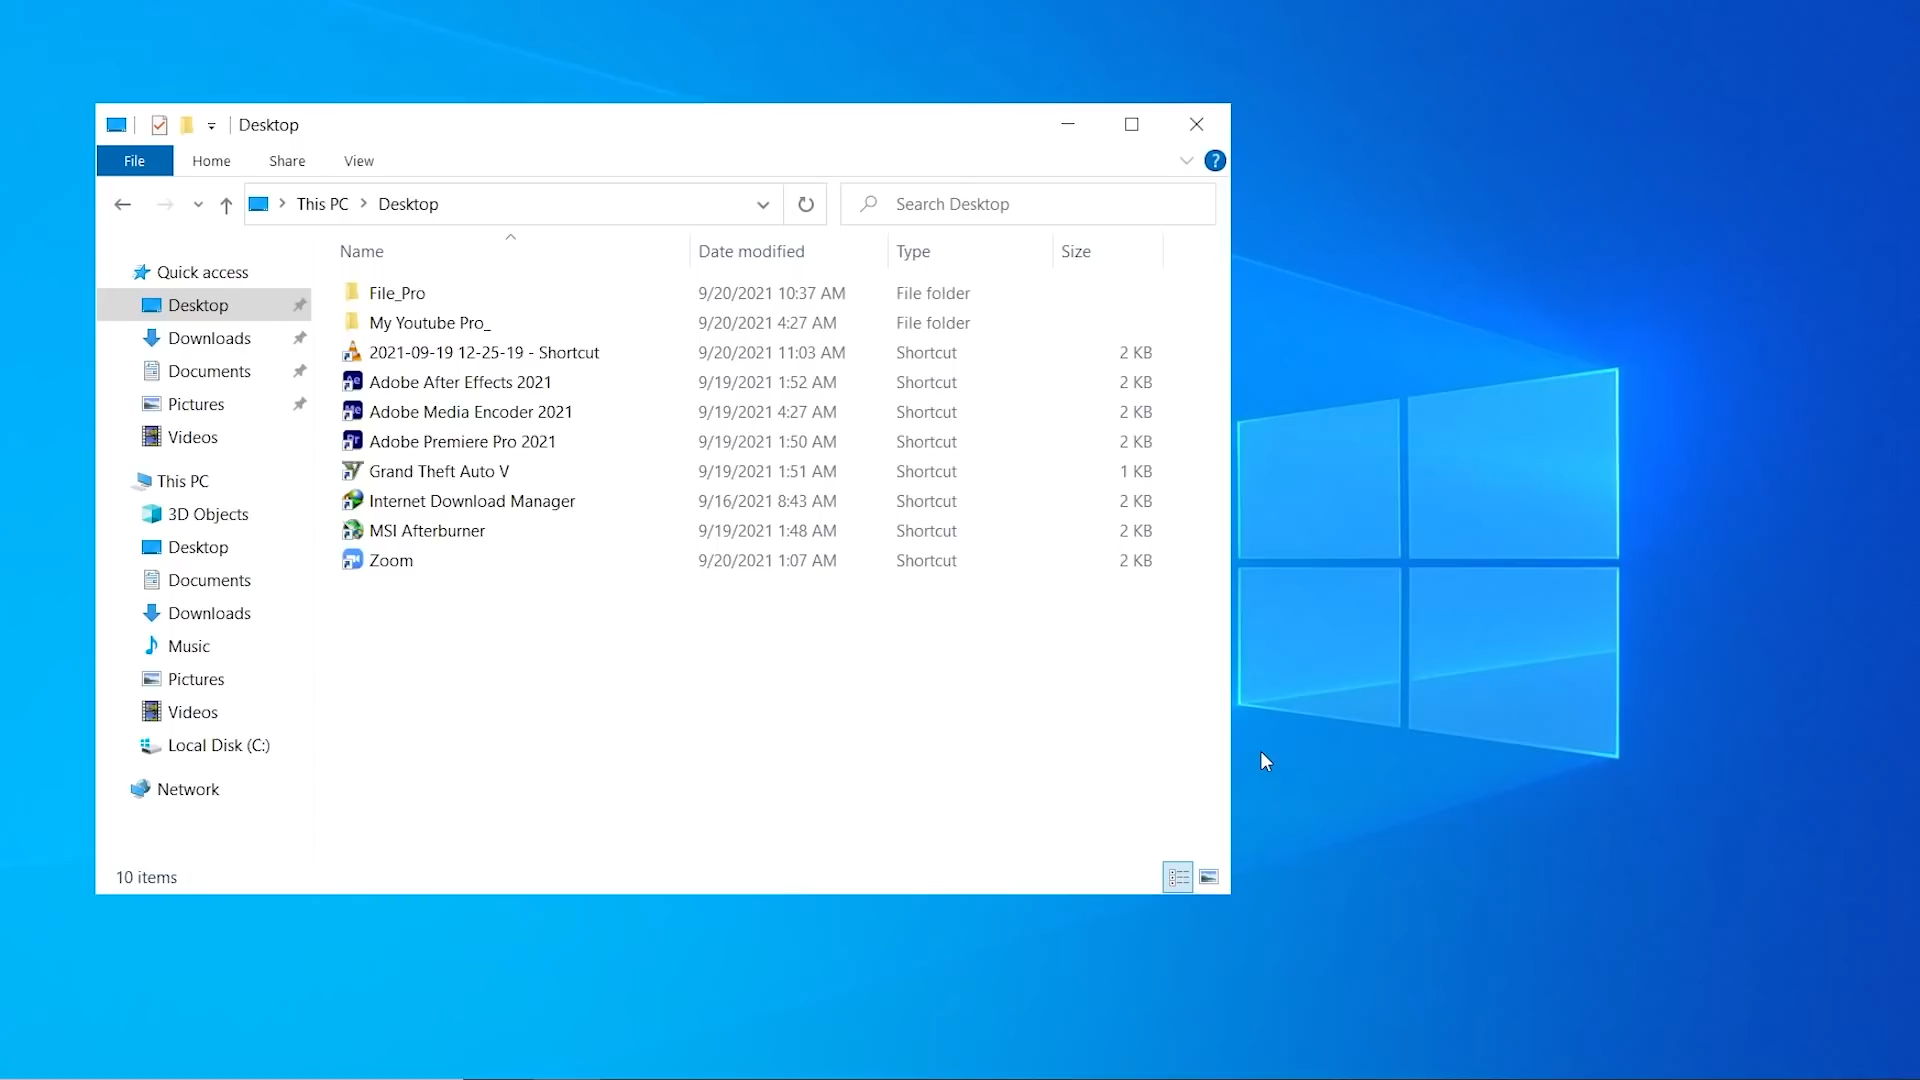 Desktop
File Home Share View ?
This PC > Desktop
Search Desktop
Name Date modified Type Size
Quick access
Desktop
Downloads
Documents
Pictures
Videos
This PC
3D Objects
Desktop
Documents
Downloads
Music
Pictures
Videos
Local Disk (C:)
Network
File_Pro 9/20/2021 10:37 AM File folder
My Youtube Pro_ 9/20/2021 4:27 AM File folder
2021-09-19 12-25-19 - Shortcut 9/20/2021 11:03 AM Shortcut 2 KB
Ae Adobe After Effects 2021 9/19/2021 1:52 AM Shortcut 2 KB
Me Adobe Media Encoder 2021 9/19/2021 4:27 AM Shortcut 2 KB
Pr Adobe Premiere Pro 2021 9/19/2021 1:50 AM Shortcut 2 KB
Grand Theft Auto V 9/19/2021 1:51 AM Shortcut 1 KB
Internet Download Manager 9/16/2021 8:43 AM Shortcut 2 KB
MSI Afterburner 9/19/2021 1:48 AM Shortcut 2 KB
Zoom 9/20/2021 1:07 AM Shortcut 2 KB
10 items